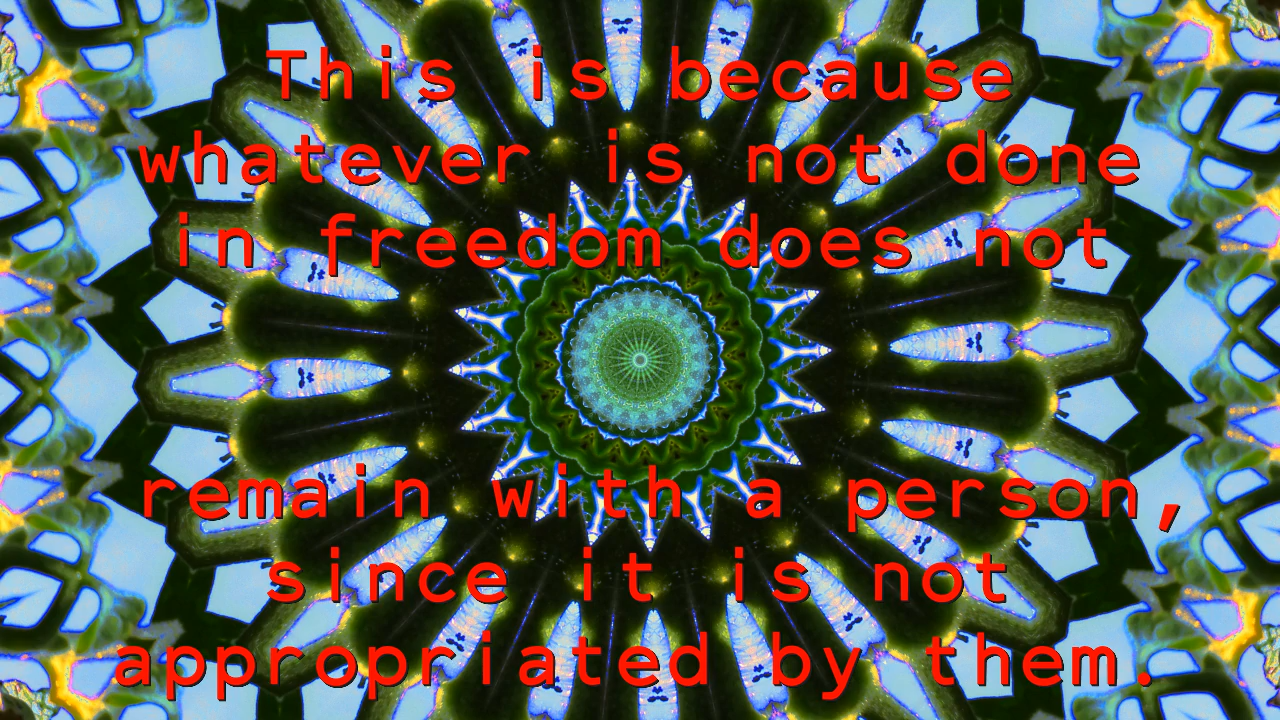 This is because
whatever is not done
in freedom does not
remain with a person,
since it is not
appropriated by them.